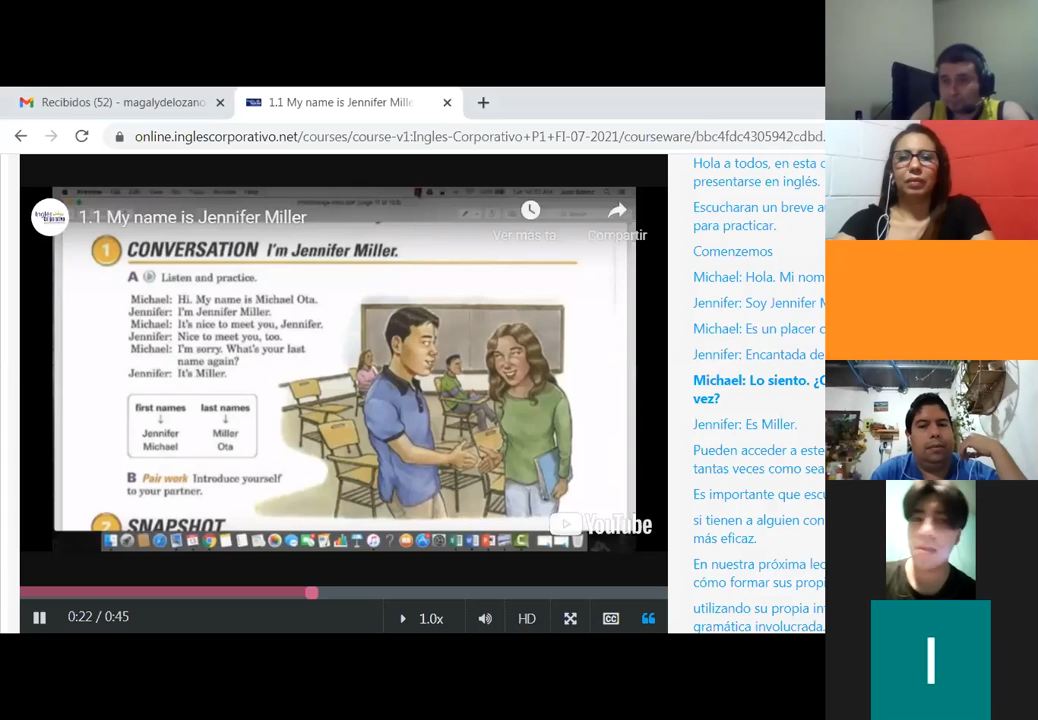 Recibidos (52) - magalydelozano
1.1 My name is Jennifer Mille
online.inglescorporativo.net/courses/course-v1:Ingles-Corporativo+P1+FI-07-2021/courseware/bbc4fdc4305942cdbd.
1.1 My name is Jennifer Miller
Ver más ta...
Compartir
1 CONVERSATION I'm Jennifer Miller.
A Listen and practice.
Michael: Hi. My name is Michael Ota.
Jennifer: I'm Jennifer Miller.
Michael: It's nice to meet you, Jennifer.
Jennifer: Nice to meet you, too.
Michael: I'm sorry. What's your last
name again?
Jennifer: It's Miller.
first names last names
↓ ↓
Jennifer Miller
Michael Ota
B Pair work Introduce yourself
to your partner.
2 SNAPSHOT
YouTube
0:22 / 0:45
1.0x
HD
CC
Hola a todos, en esta c
presentarse en inglés.
Escucharan un breve au
para practicar.
Comenzemos
Michael: Hola. Mi nom
Jennifer: Soy Jennifer M
Michael: Es un placer c
Jennifer: Encantada de
Michael: Lo siento. ¿C
vez?
Jennifer: Es Miller.
Pueden acceder a este
tantas veces como sea
Es importante que escu
si tienen a alguien con
más eficaz.
En nuestra próxima lec
cómo formar sus propi
utilizando su propia inf
gramática involucrada.
I